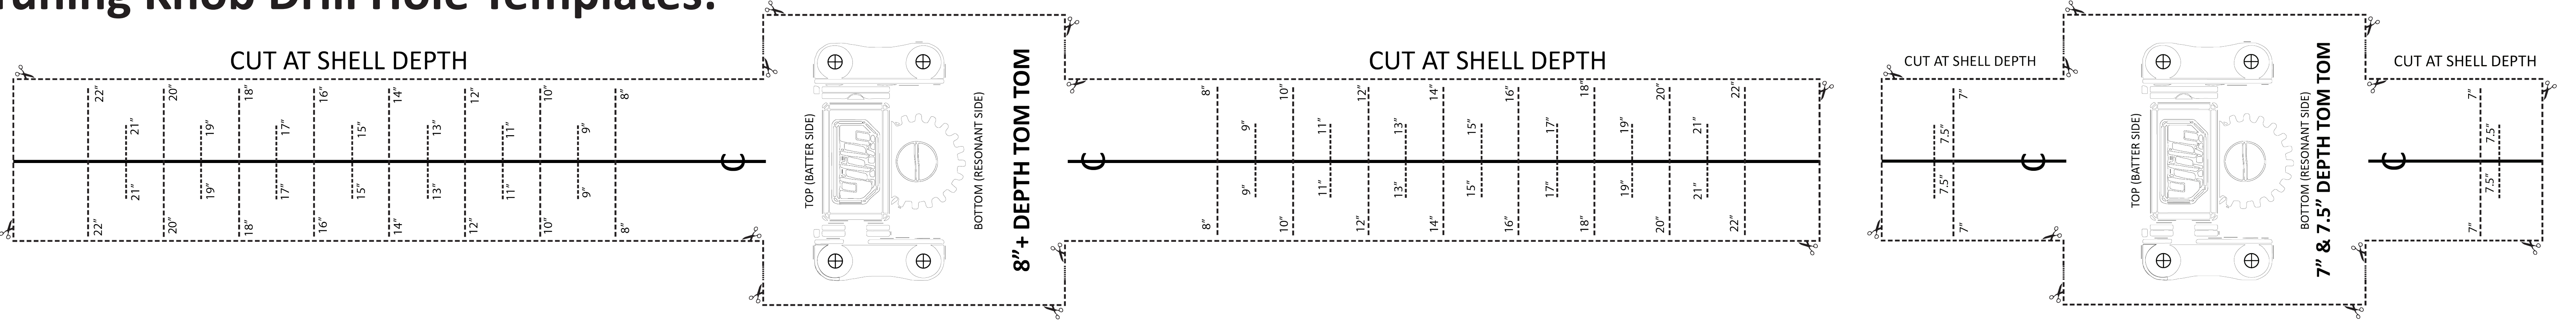 Tuning Knob Drill Hole Templates:
CUT AT SHELL DEPTH
22" 20" 18" 16" 14" 12" 10" 8"
21" 19" 17" 15" 13" 11" 9"
C
21" 19" 17" 15" 13" 11" 9"
22" 20" 18" 16" 14" 12" 10" 8"
TOP (BATTER SIDE)
BOTTOM (RESONANT SIDE)
8"+ DEPTH TOM TOM
CUT AT SHELL DEPTH
8" 10" 12" 14" 16" 18" 20" 22"
9" 11" 13" 15" 17" 19" 21"
C
9" 11" 13" 15" 17" 19" 21"
8" 10" 12" 14" 16" 18" 20" 22"
CUT AT SHELL DEPTH
7"
7.5"
C
7.5"
7"
TOP (BATTER SIDE)
BOTTOM (RESONANT SIDE)
7" & 7.5" DEPTH TOM TOM
CUT AT SHELL DEPTH
7"
7.5"
C
7.5"
7"